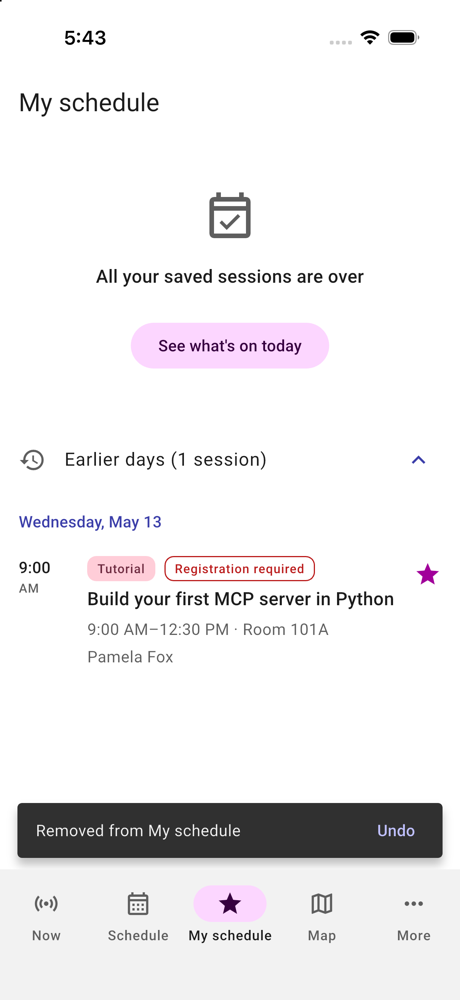 5:43
My schedule
All your saved sessions are over
See what's on today
Earlier days (1 session)
Wednesday, May 13
9:00
AM
Tutorial
Registration required
Build your first MCP server in Python
9:00 AM–12:30 PM · Room 101A
Pamela Fox
Removed from My schedule
Undo
Now
Schedule
My schedule
Map
More